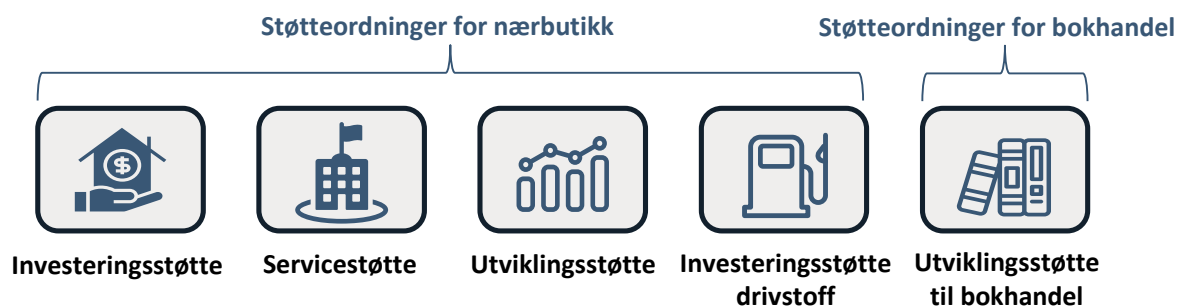 Støtteordninger for nærbutikk
Støtteordninger for bokhandel
$
Investeringsstøtte
Servicestøtte
Utviklingsstøtte
Investeringsstøtte
drivstoff
Utviklingsstøtte
til bokhandel